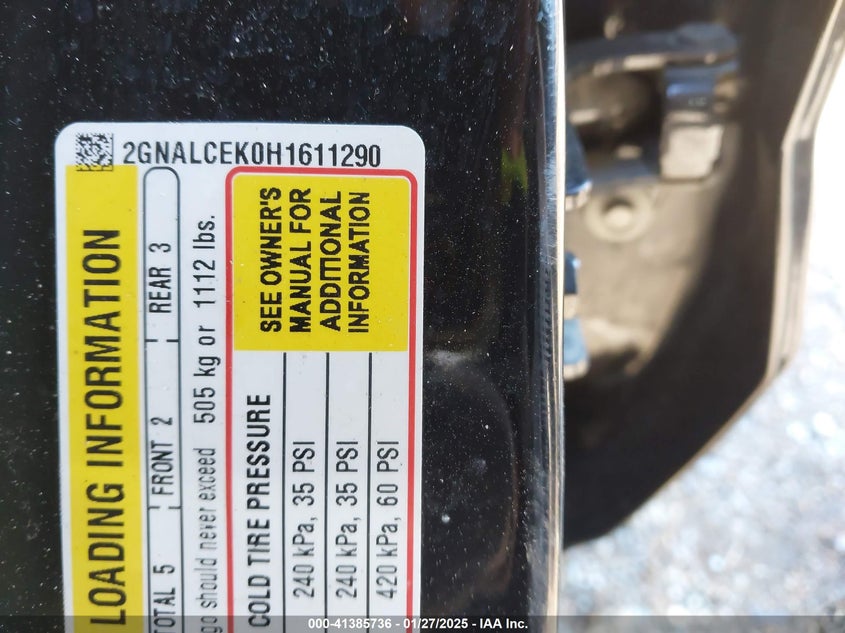 2GNALCEK0H1611290
LOADING INFORMATION
TOTAL 5 FRONT 2 REAR 3
go should never exceed 505 kg or 1112 lbs.
COLD TIRE PRESSURE
240 kPa, 35 PSI
240 kPa, 35 PSI
420 kPa, 60 PSI
SEE OWNER'S
MANUAL FOR
ADDITIONAL
INFORMATION
000-41385736 - 01/27/2025 - IAA Inc.